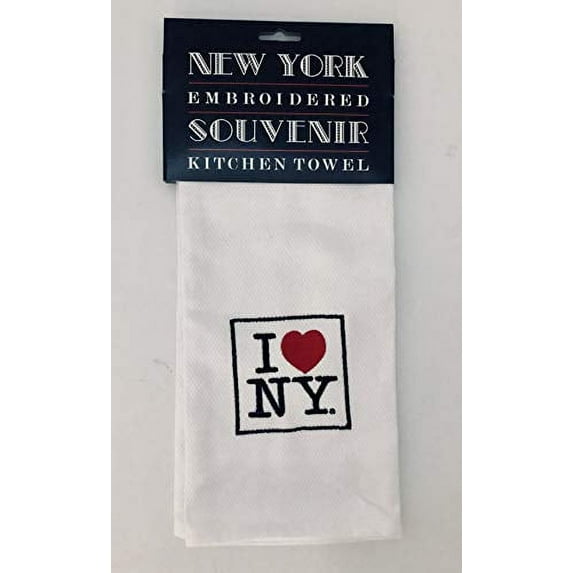 NEW YORK
EMBROIDERED
SOUVENIR
KITCHEN TOWEL
I ❤
NY.